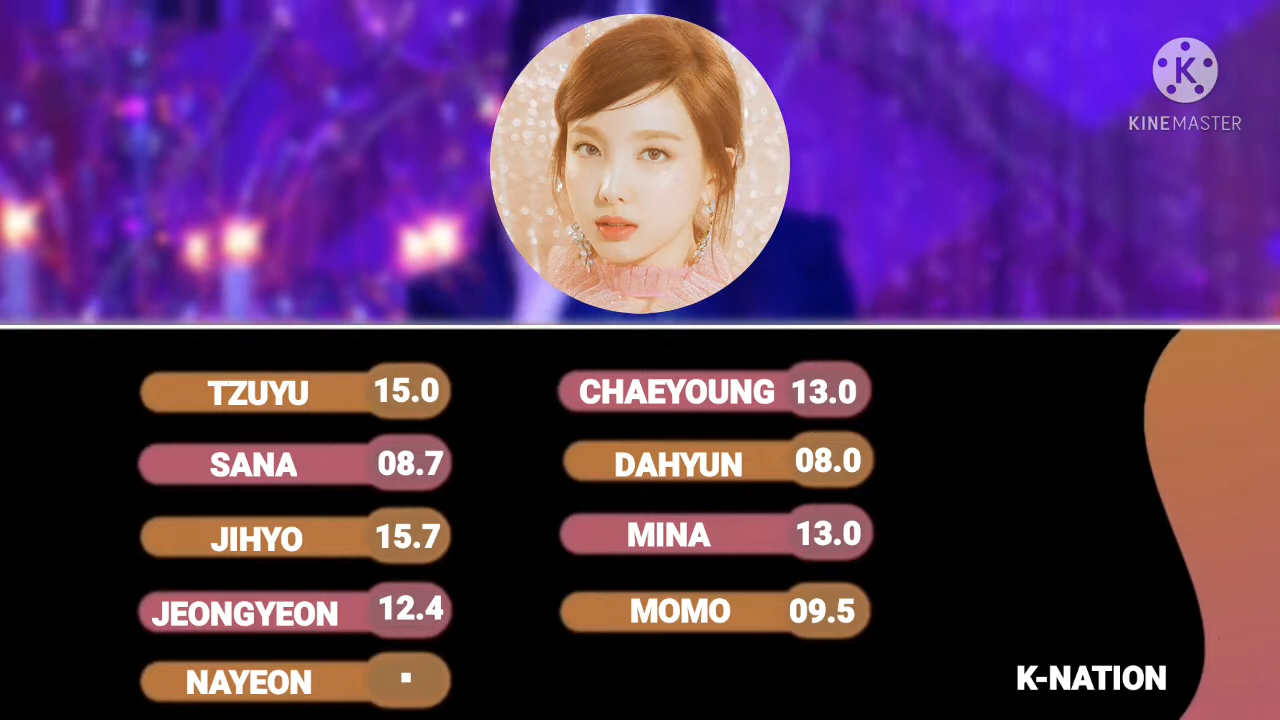 K
KINEMASTER
TZUYU 15.0
SANA 08.7
JIHYO 15.7
JEONGYEON 12.4
NAYEON .
CHAEYOUNG 13.0
DAHYUN 08.0
MINA 13.0
MOMO 09.5
K-NATION